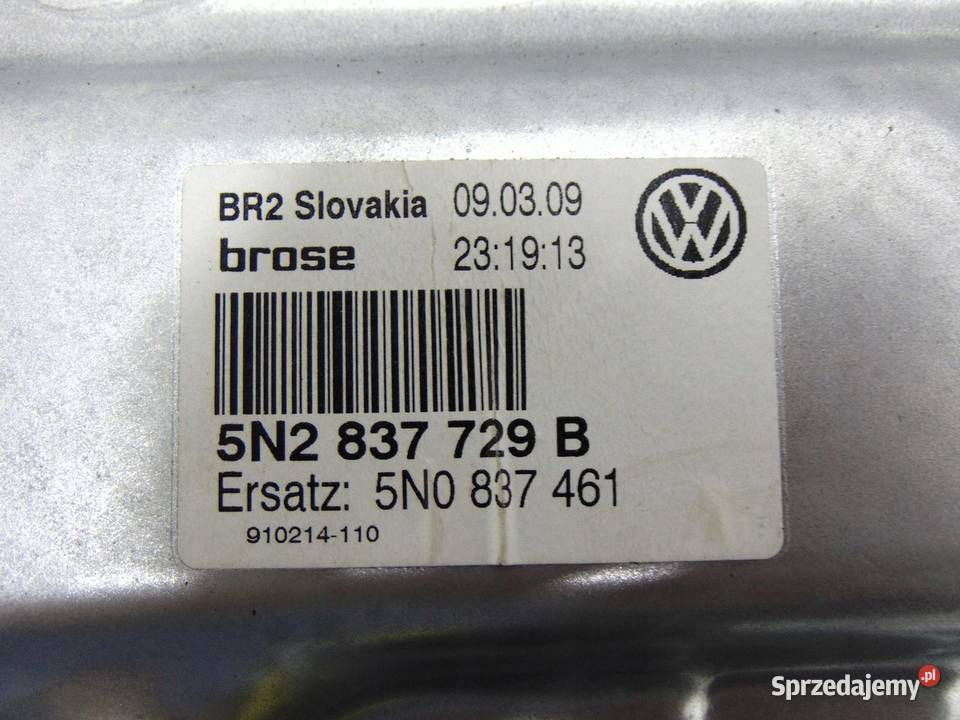 BR2 Slovakia 09.03.09
brose 23:19:13
5N2 837 729 B
Ersatz: 5N0 837 461
910214-110
Sprzedajemy.pl